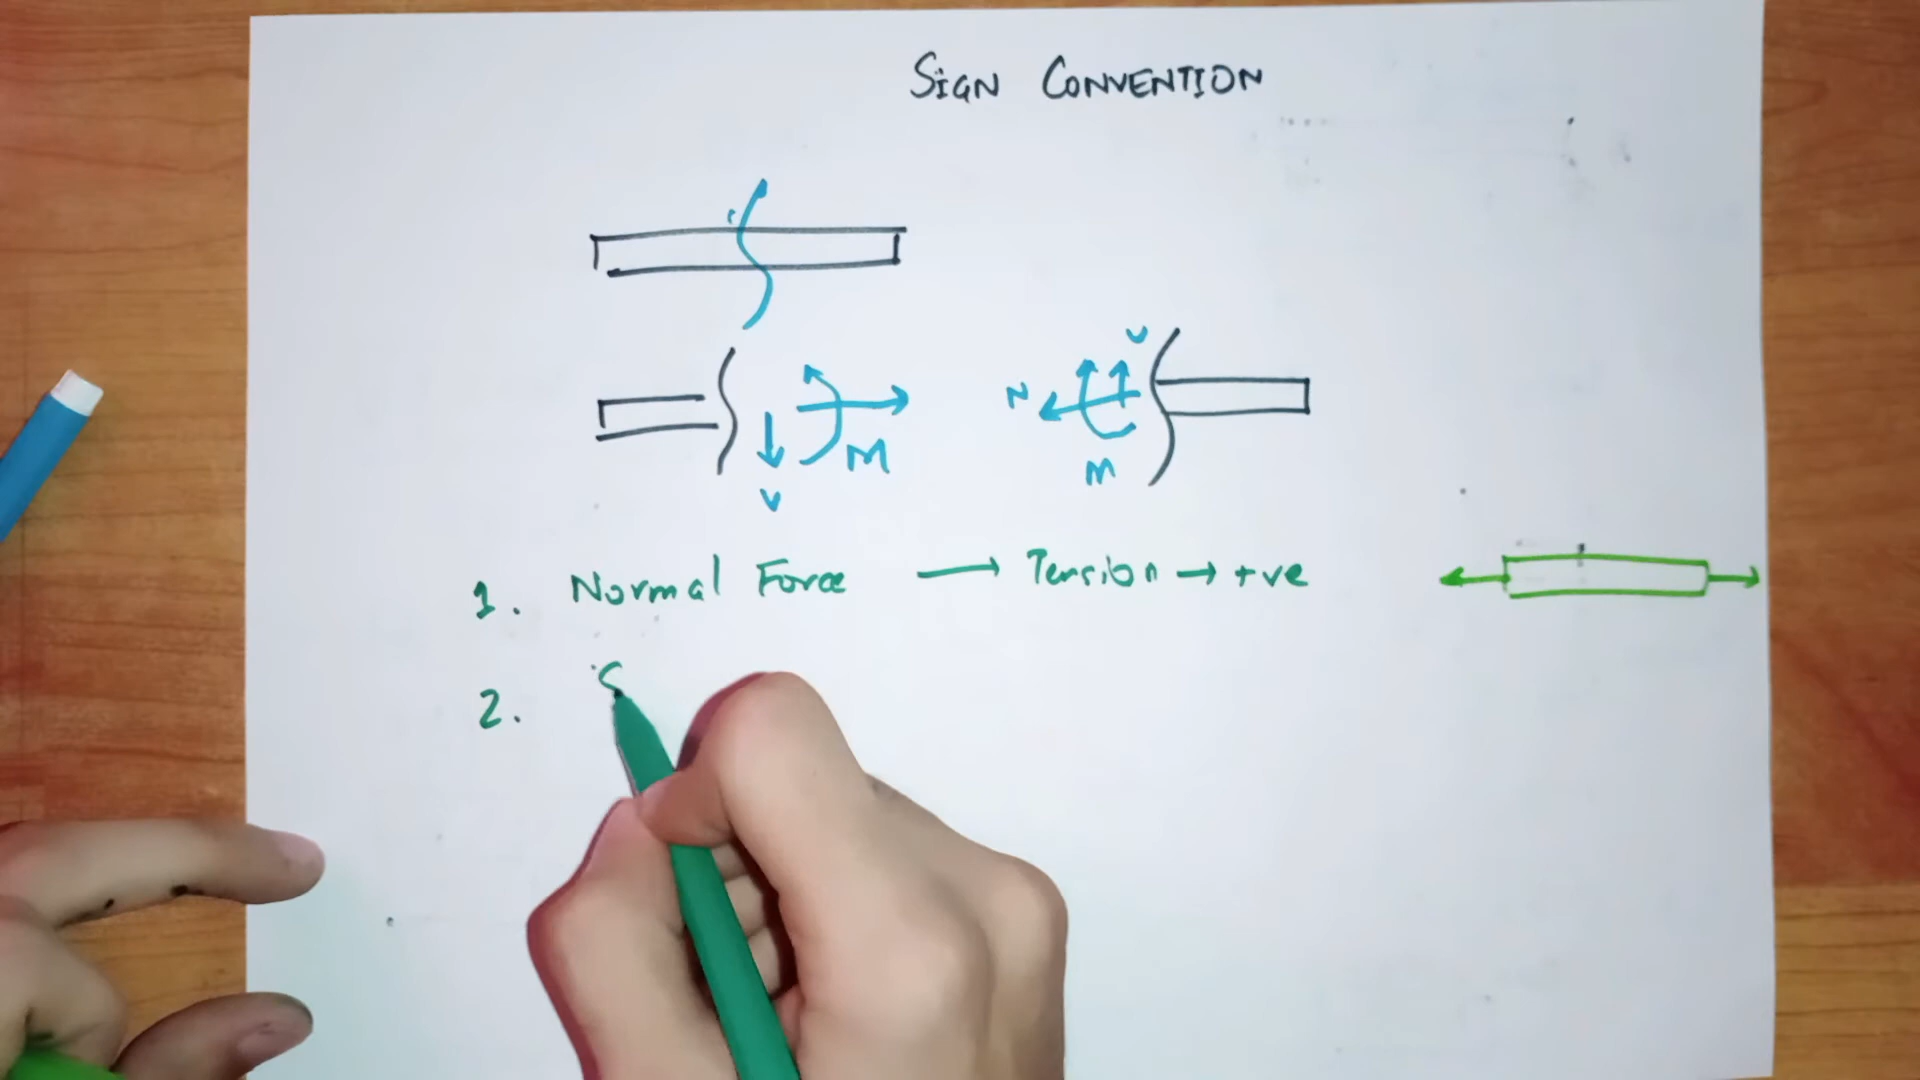 SIGN CONVENTION
V
N
M
V
M
1. Normal Force → Tension → +ve
2. S